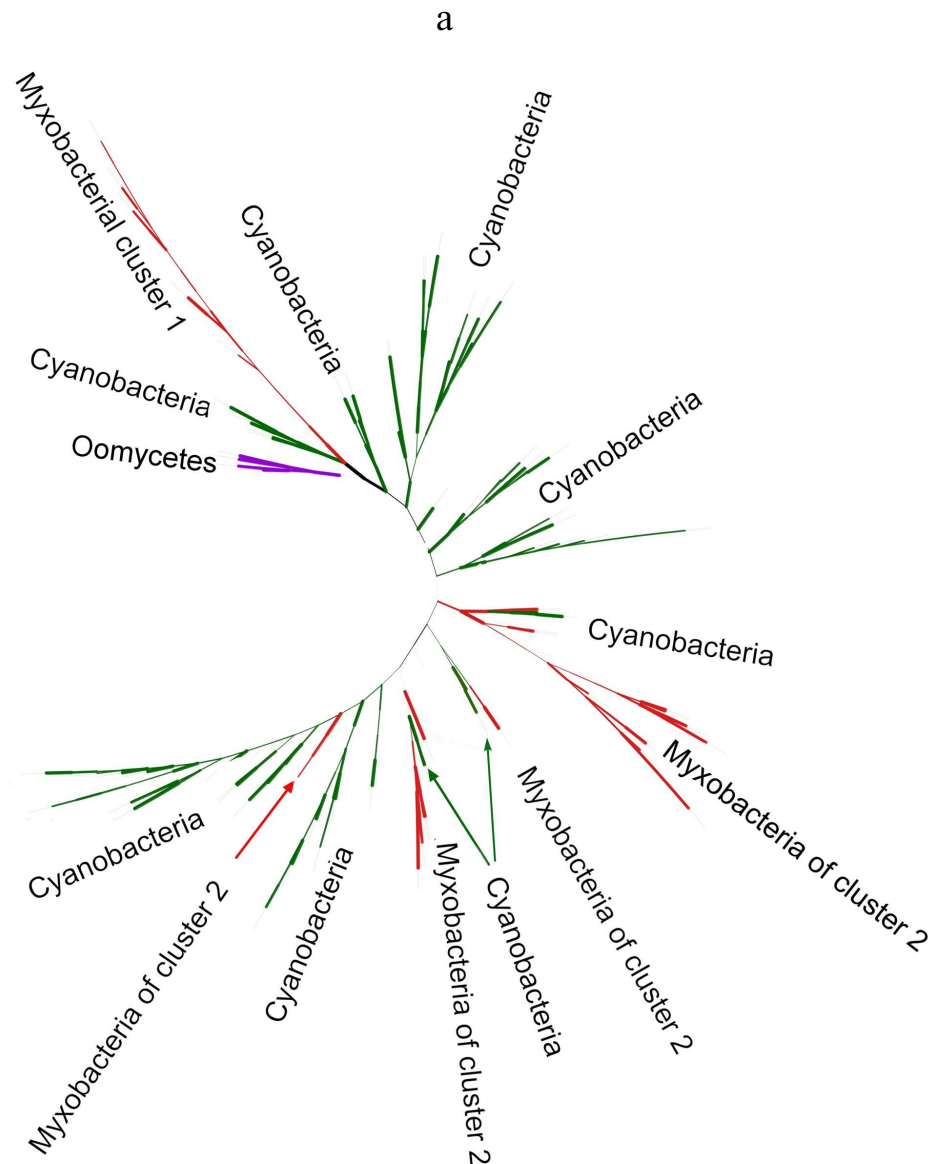 a
Myxobacterial cluster 1
Cyanobacteria
Cyanobacteria
Cyanobacteria
Oomycetes
Cyanobacteria
Cyanobacteria
Myxobacteria of cluster 2
Myxobacteria of cluster 2
Cyanobacteria
Myxobacteria of cluster 2
Cyanobacteria
Cyanobacteria
Myxobacteria of cluster 2